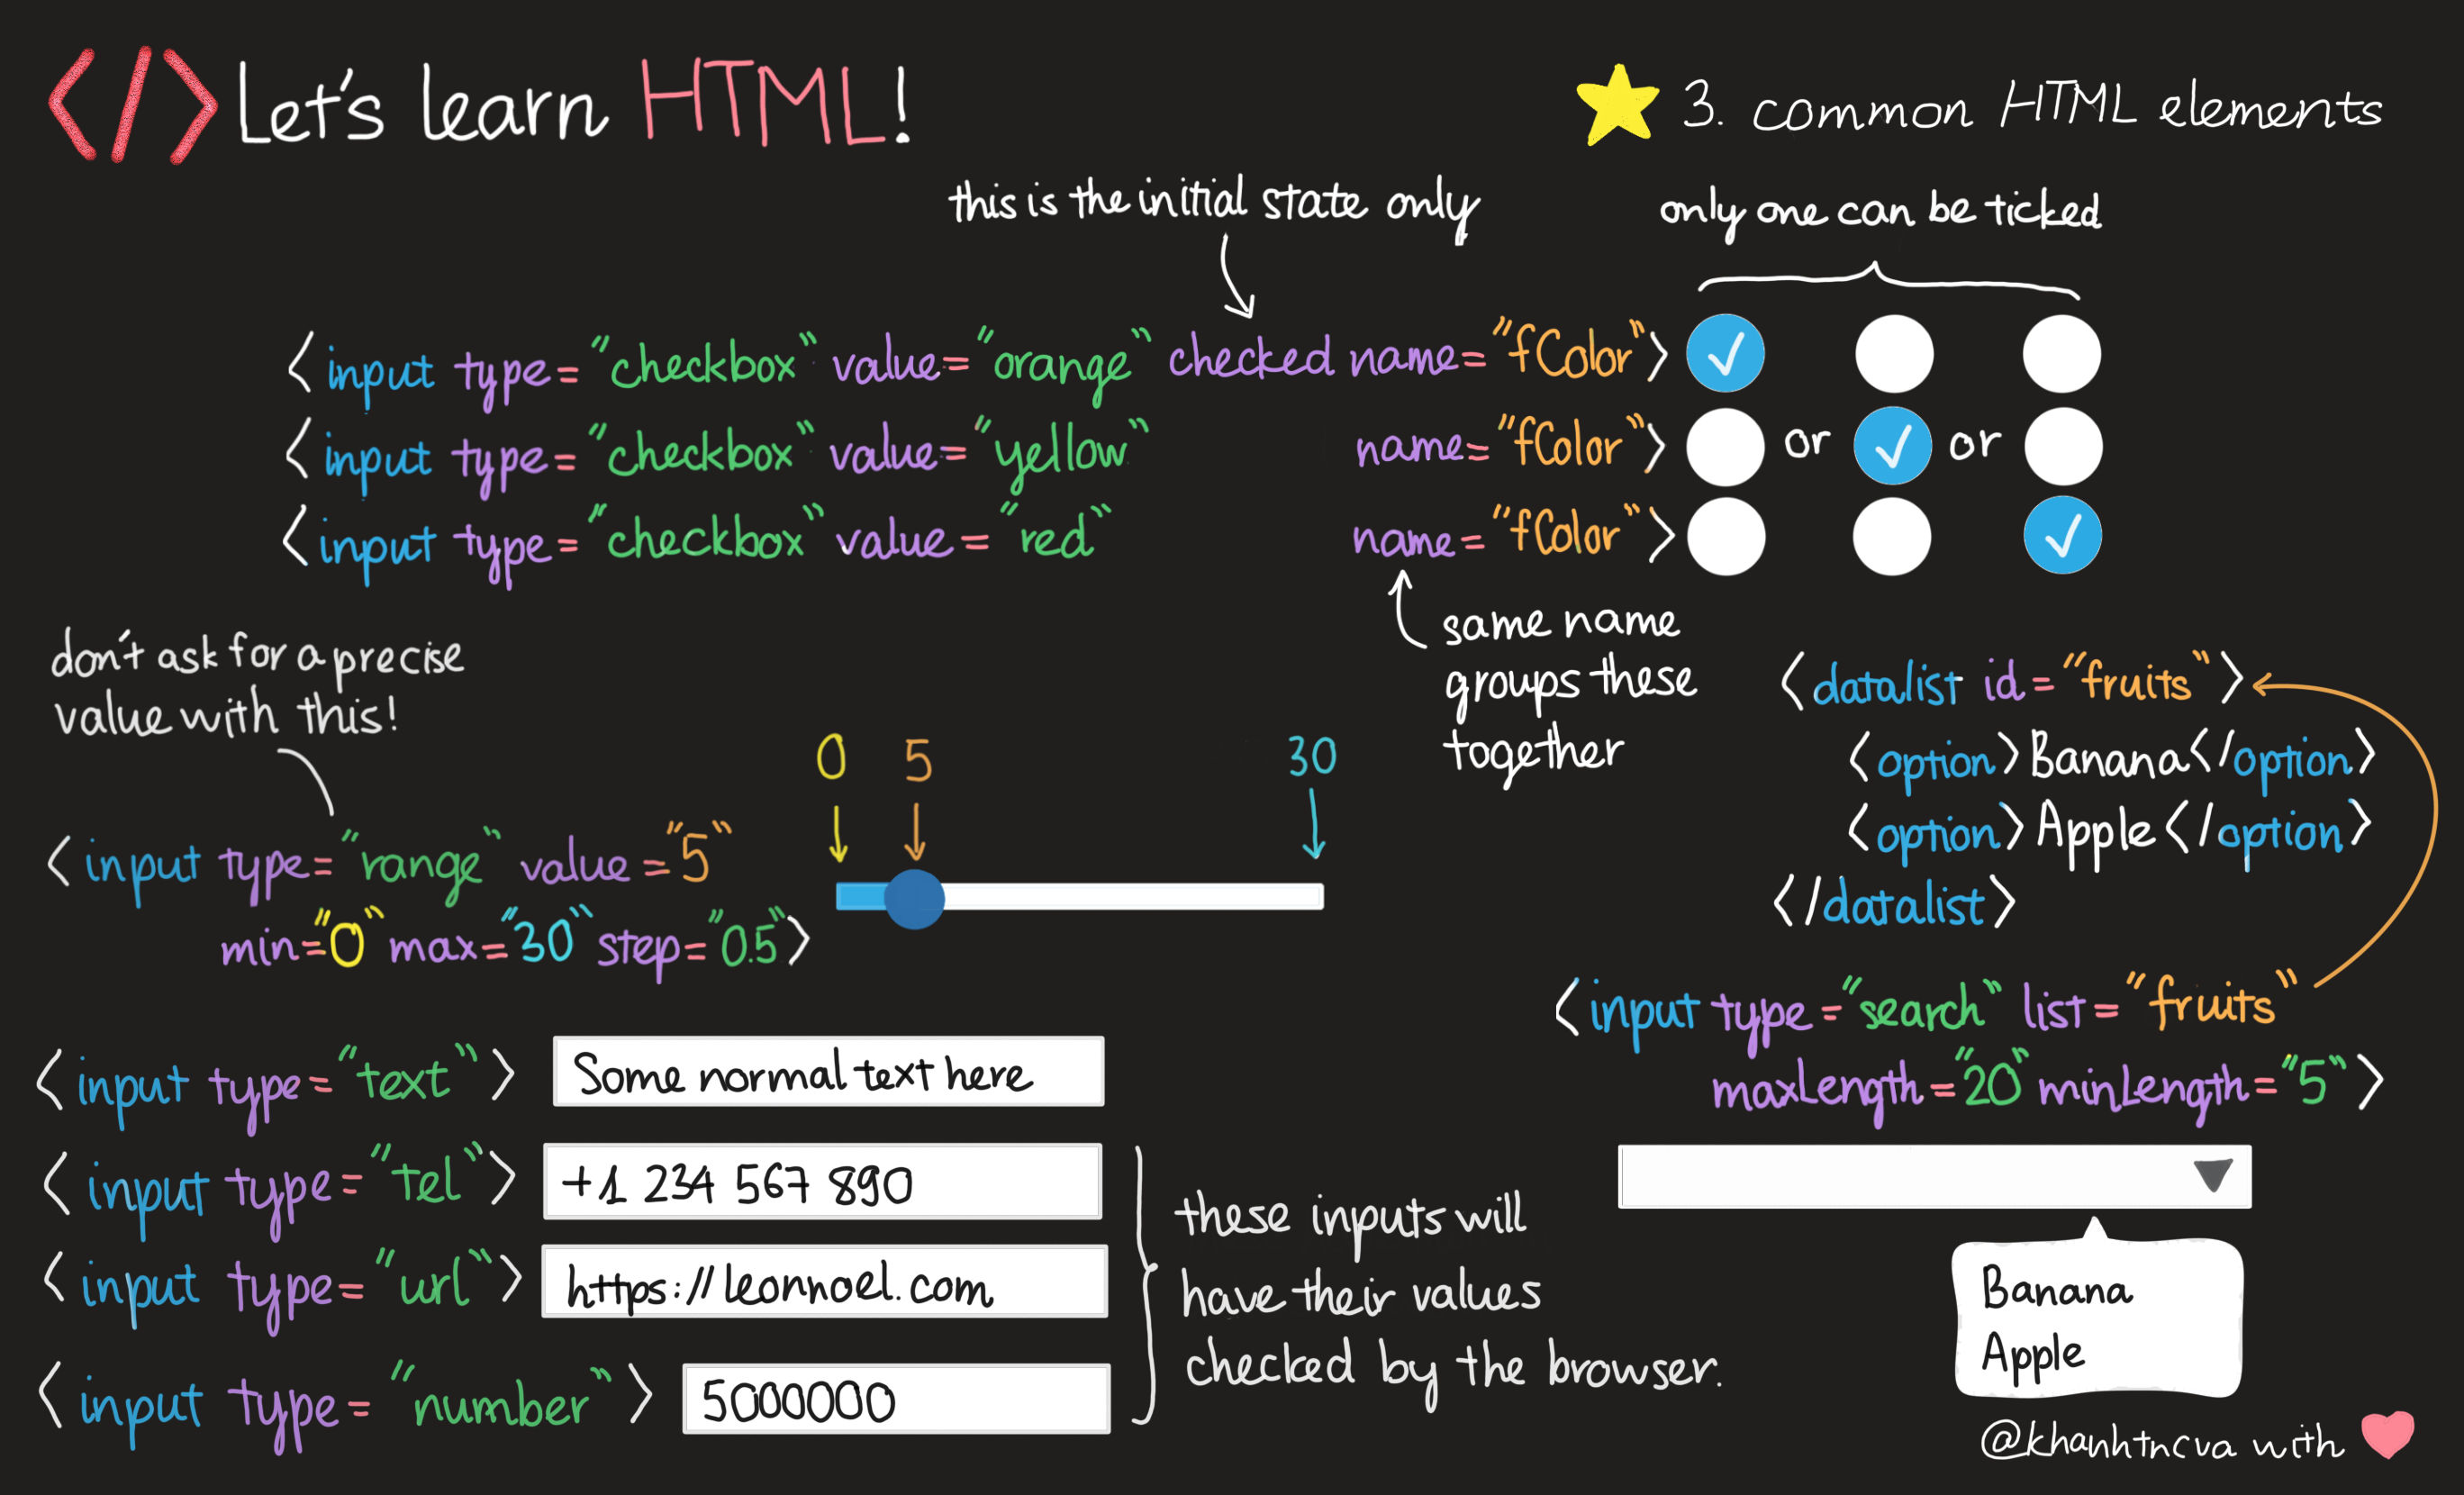 </> Let's learn HTML!
3. common HTML elements
this is the initial state only
only one can be ticked
<input type="checkbox" value="orange" checked name="fColor">
<input type="checkbox" value="yellow" name="fColor">
or or
<input type="checkbox" value="red" name="fColor">
same name
groups these
together
don't ask for a precise
value with this!
<input type="range" value="5"
min="0" max="30" step="0.5">
0 5 30
<datalist id="fruits">
<option>Banana</option>
<option>Apple</option>
</datalist>
<input type="search" list="fruits"
maxLength="20" minLength="5">
Banana
Apple
<input type="text"> Some normal text here
<input type="tel"> +1 234 567 890
<input type="url"> https://leonnoel.com
<input type="number"> 5000000
these inputs will
have their values
checked by the browser.
@khanhtncva with